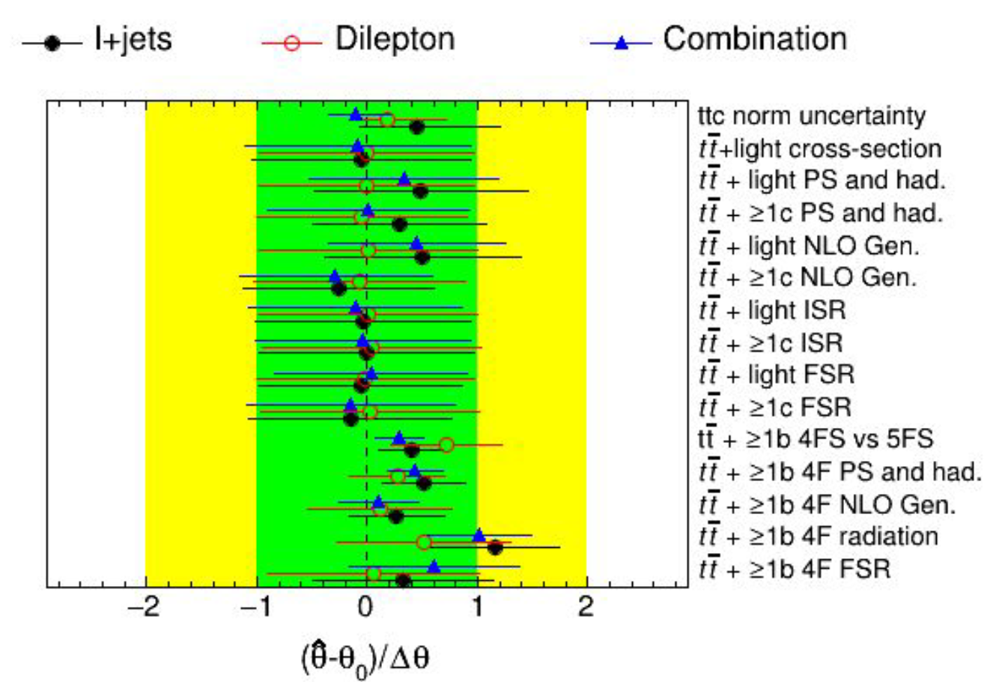 l+jets Dilepton Combination
ttc norm uncertainty
tt̄+light cross-section
tt̄ + light PS and had.
tt̄ + ≥1c PS and had.
tt̄ + light NLO Gen.
tt̄ + ≥1c NLO Gen.
tt̄ + light ISR
tt̄ + ≥1c ISR
tt̄ + light FSR
tt̄ + ≥1c FSR
tt̄ + ≥1b 4FS vs 5FS
tt̄ + ≥1b 4F PS and had.
tt̄ + ≥1b 4F NLO Gen.
tt̄ + ≥1b 4F radiation
tt̄ + ≥1b 4F FSR
−2 −1 0 1 2
(θ̂-θ₀)/Δθ